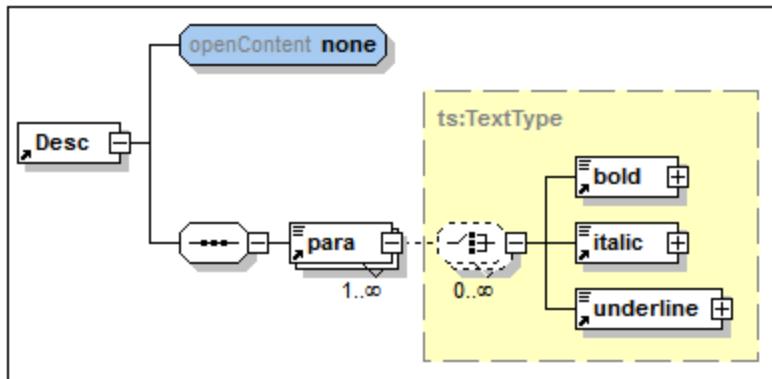 openContent none
ts:TextType
Desc
bold
para
italic
1..∞
0..∞
underline